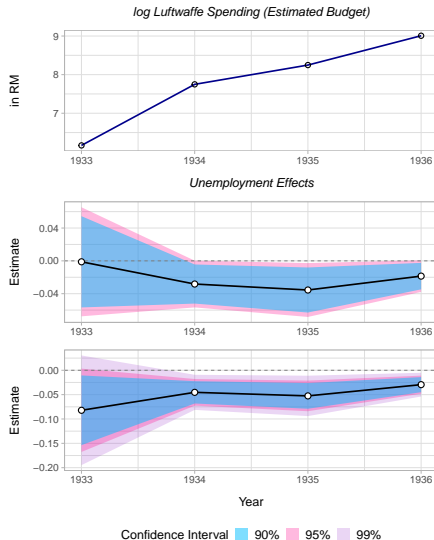 log Luftwaffe Spending (Estimated Budget)
in RM
9
8
7
1933 1934 1935 1936
Unemployment Effects
Estimate
0.04
0.00
−0.04
1933 1934 1935 1936
Estimate
0.00
−0.05
−0.10
−0.15
−0.20
1933 1934 1935 1936
Year
Confidence Interval 90% 95% 99%